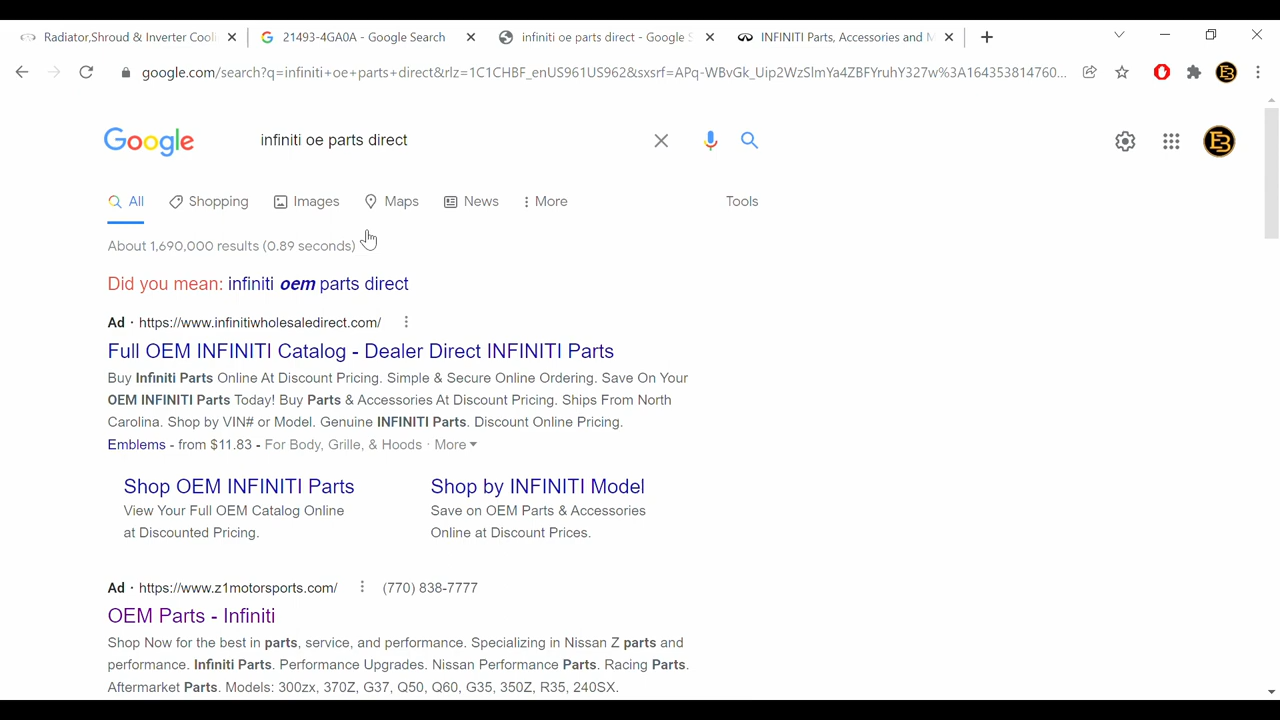 Radiator,Shroud & Inverter Cooli
21493-4GA0A - Google Search
infiniti oe parts direct - Google S
INFINITI Parts, Accessories and M
google.com/search?q=infiniti+oe+parts+direct&rlz=1C1CHBF_enUS961US962&sxsrf=APq-WBvGk_Uip2WzSlmYa4ZBFYruhY327w%3A164353814760...
Google
infiniti oe parts direct
All
Shopping
Images
Maps
News
More
Tools
About 1,690,000 results (0.89 seconds)
Did you mean: infiniti oem parts direct
Ad · https://www.infinitiwholesaledirect.com/
Full OEM INFINITI Catalog - Dealer Direct INFINITI Parts
Buy Infiniti Parts Online At Discount Pricing. Simple & Secure Online Ordering. Save On Your
OEM INFINITI Parts Today! Buy Parts & Accessories At Discount Pricing. Ships From North
Carolina. Shop by VIN# or Model. Genuine INFINITI Parts. Discount Online Pricing.
Emblems - from $11.83 - For Body, Grille, & Hoods · More
Shop OEM INFINITI Parts
View Your Full OEM Catalog Online
at Discounted Pricing.
Shop by INFINITI Model
Save on OEM Parts & Accessories
Online at Discount Prices.
Ad · https://www.z1motorsports.com/
(770) 838-7777
OEM Parts - Infiniti
Shop Now for the best in parts, service, and performance. Specializing in Nissan Z parts and
performance. Infiniti Parts. Performance Upgrades. Nissan Performance Parts. Racing Parts.
Aftermarket Parts. Models: 300zx, 370Z, G37, Q50, Q60, G35, 350Z, R35, 240SX.